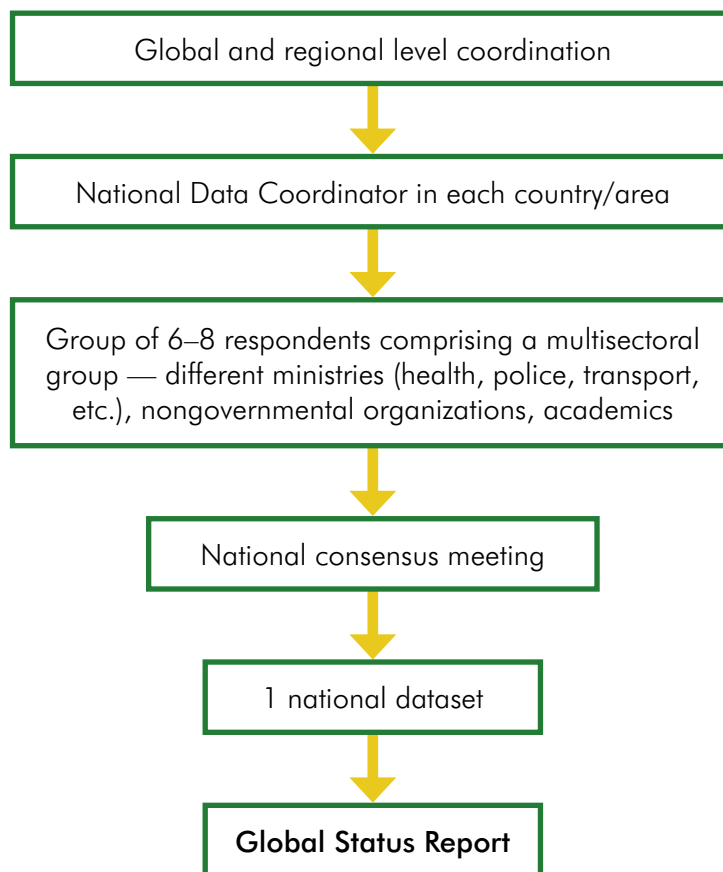 Global and regional level coordination
National Data Coordinator in each country/area
Group of 6–8 respondents comprising a multisectoral
group — different ministries (health, police, transport,
etc.), nongovernmental organizations, academics
National consensus meeting
1 national dataset
Global Status Report